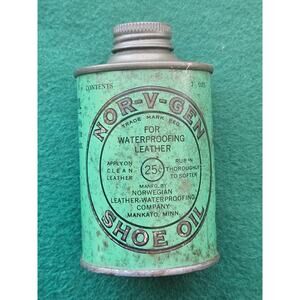 CONTENTS
NOR-V-GEN
TRADE MARK REG.
FOR
WATERPROOFING
LEATHER
APPLY ON
CLEAN
LEATHER
25¢
RUB IN
THOROUGHLY
TO SOFTEN
MANFG. BY
NORWEGIAN
LEATHER-WATERPROOFING
COMPANY
MANKATO, MINN.
SHOE OIL